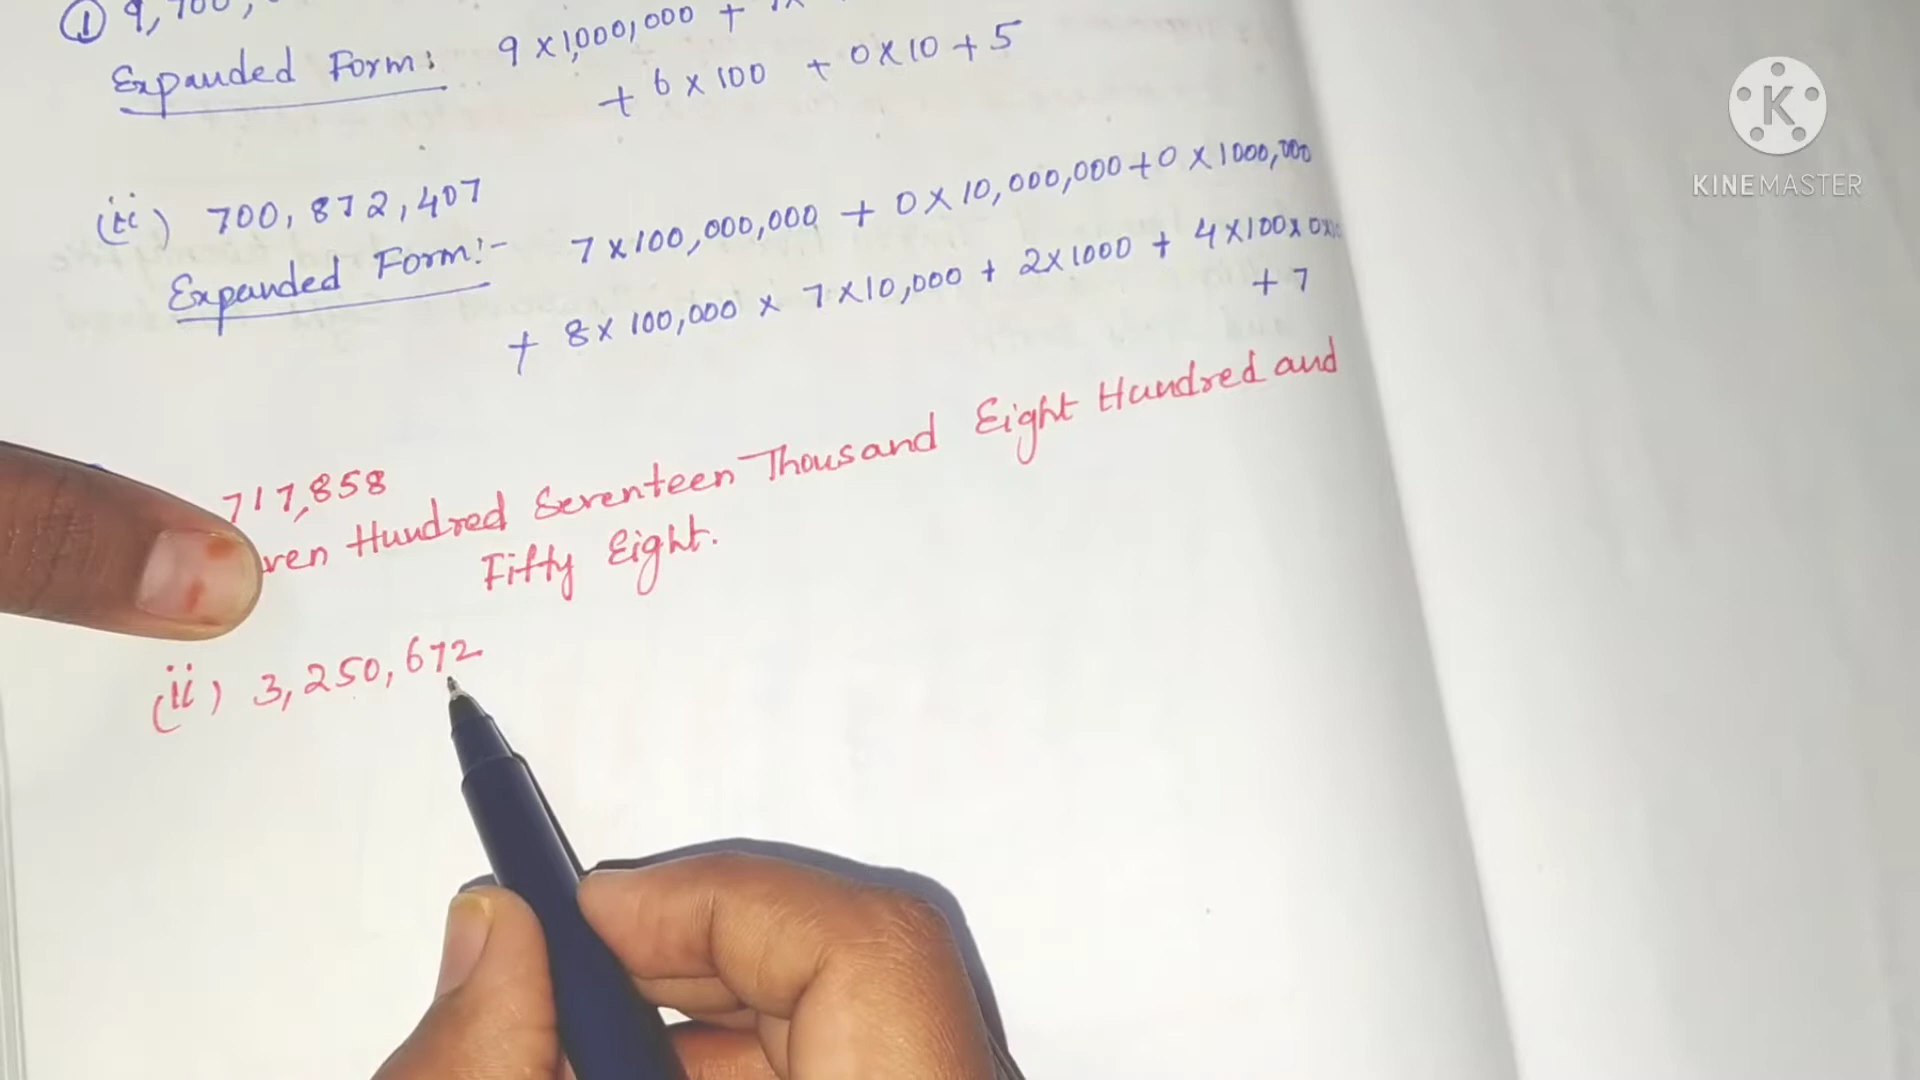 ① 9,700,
Expanded Form: 9 × 1,000,000 +
+ 6 × 100 + 0×10 + 5
(ii) 700,872,407
Expanded Form:- 7×100,000,000 + 0×10,000,000+0×1000,000
+ 8×100,000 × 7×10,000 + 2×1000 + 4×100×0×
+ 7
717,858
ven Hundred Seventeen Thousand Eight Hundred and
Fifty Eight.
(ii) 3,250,672
K
KINEMASTER